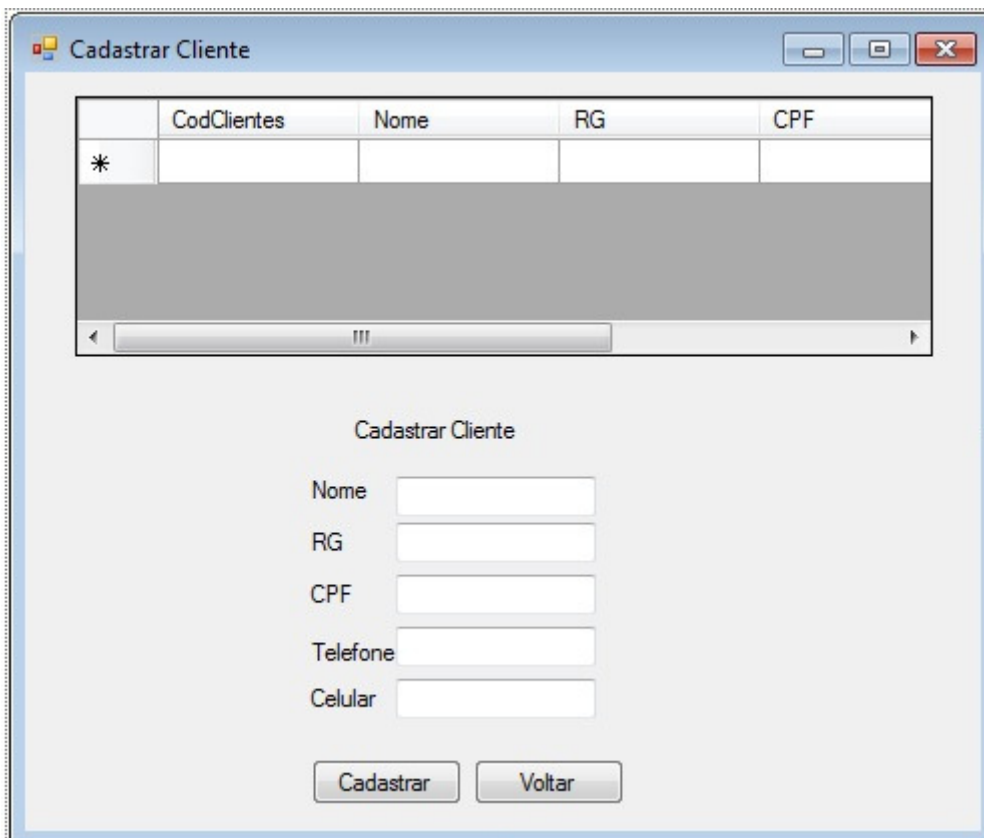 Cadastrar Cliente
CodClientes Nome RG CPF
Cadastrar Cliente
Nome
RG
CPF
Telefone
Celular
Cadastrar Voltar